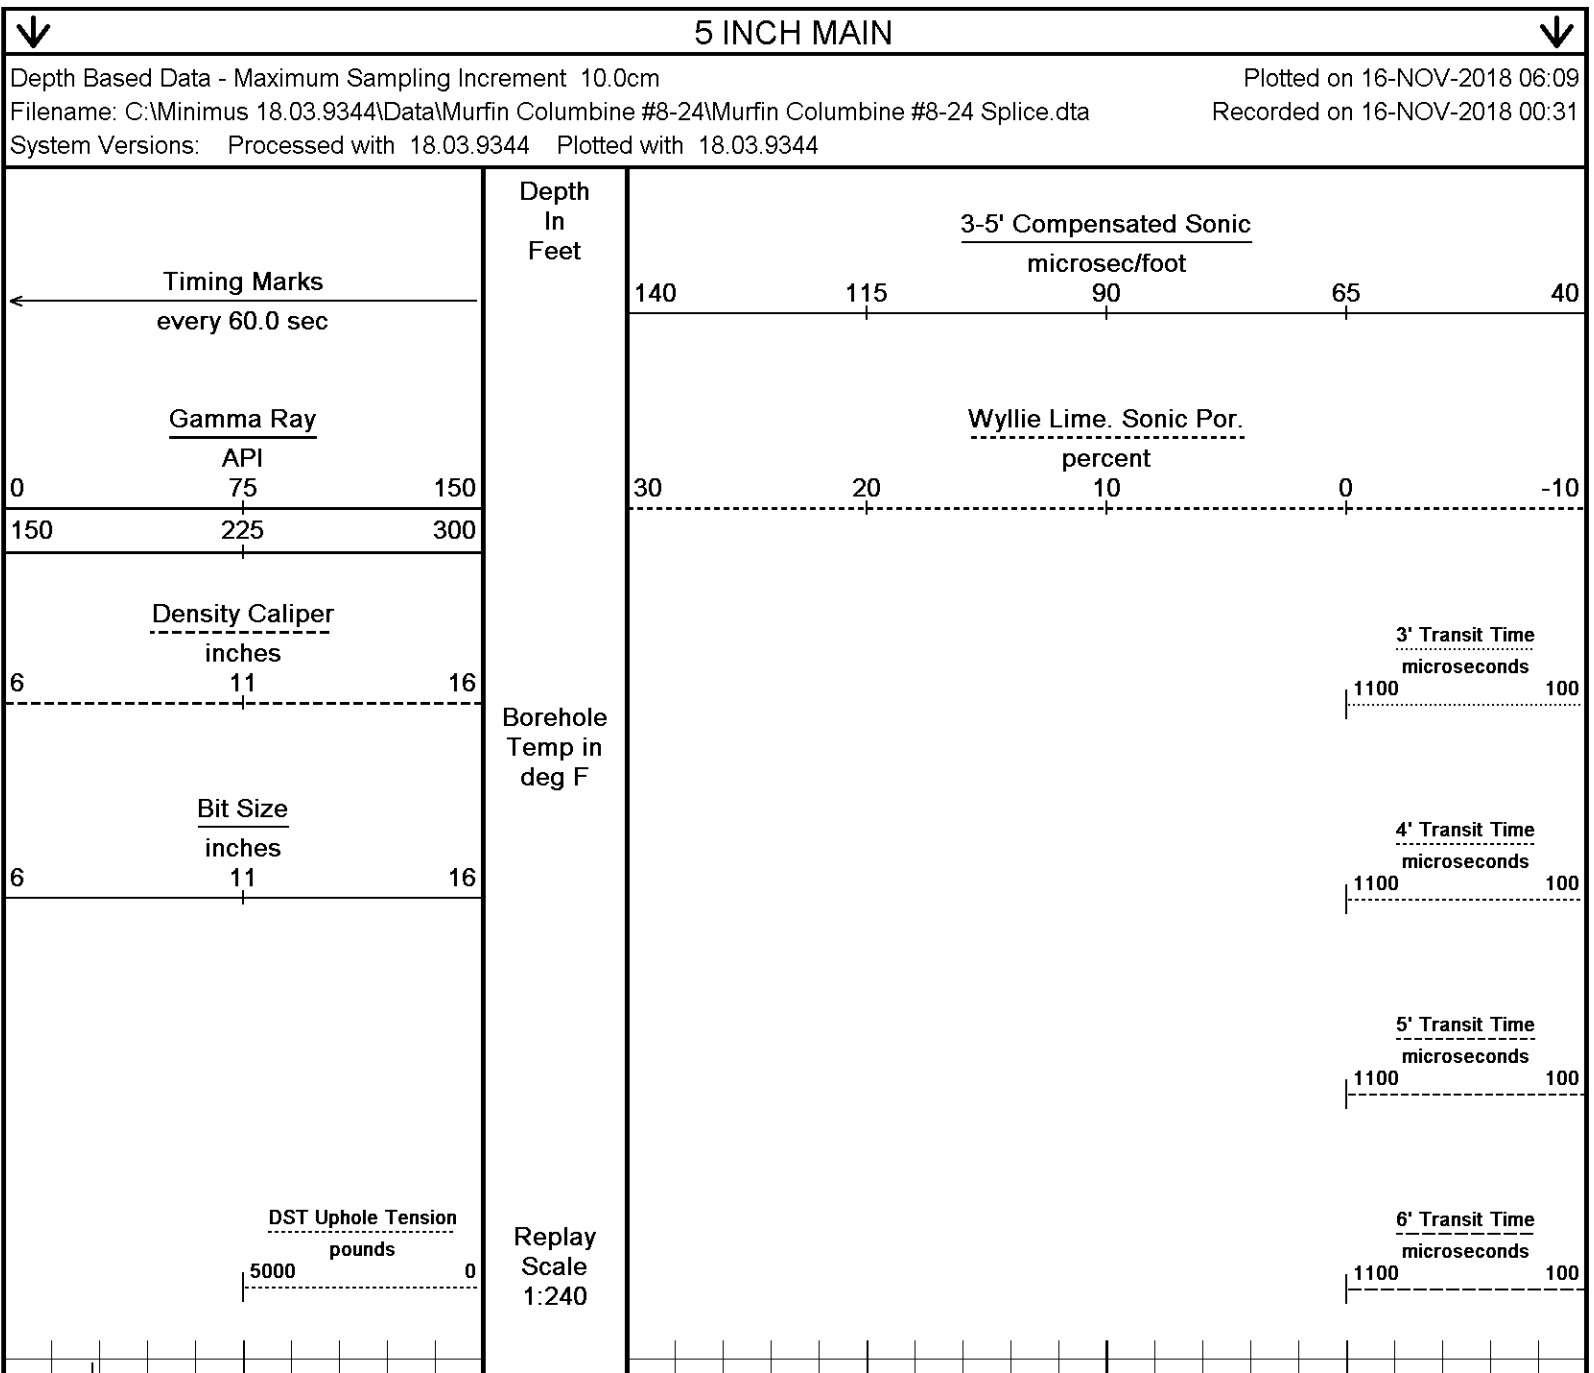 5 INCH MAIN
Depth Based Data - Maximum Sampling Increment 10.0cm
Plotted on 16-NOV-2018 06:09
Filename: C:\Minimus 18.03.9344\Data\Murfin Columbine #8-24\Murfin Columbine #8-24 Splice.dta
Recorded on 16-NOV-2018 00:31
System Versions: Processed with 18.03.9344 Plotted with 18.03.9344
Timing Marks
every 60.0 sec
Gamma Ray
API
0 75 150
150 225 300
Density Caliper
inches
6 11 16
Bit Size
inches
6 11 16
DST Uphole Tension
pounds
5000 0
Depth
In
Feet
Borehole
Temp in
deg F
Replay
Scale
1:240
3-5' Compensated Sonic
microsec/foot
140 115 90 65 40
Wyllie Lime. Sonic Por.
percent
30 20 10 0 -10
3' Transit Time
microseconds
1100 100
4' Transit Time
microseconds
1100 100
5' Transit Time
microseconds
1100 100
6' Transit Time
microseconds
1100 100